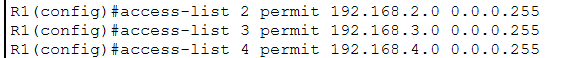 R1(config)#access-list 2 permit 192.168.2.0 0.0.0.255
R1(config)#access-list 3 permit 192.168.3.0 0.0.0.255
R1(config)#access-list 4 permit 192.168.4.0 0.0.0.255